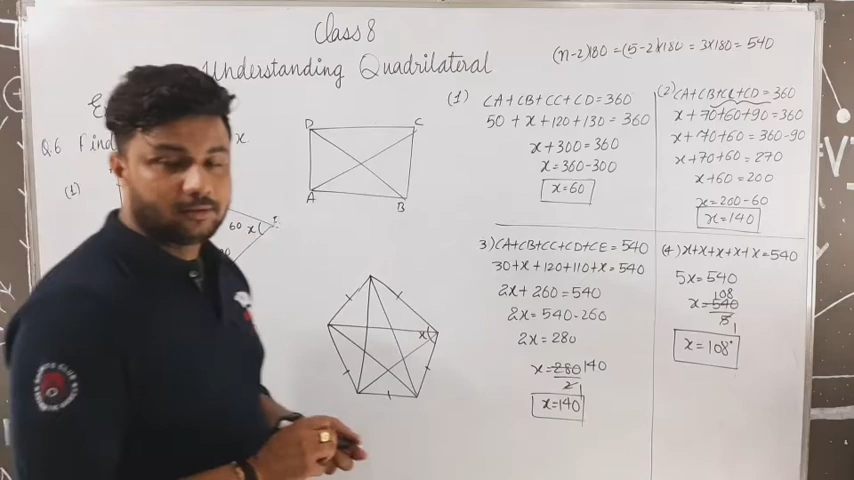 Class 8
Understanding Quadrilateral
Q6 Find
x
(1)
60 x
D
C
A
B
x
(n-2)180 = (5-2)180 = 3x180 = 540
(1) ∠A+∠B+∠C+∠D=360
50 + x + 120 + 130 = 360
x + 300 = 360
x = 360-300
x = 60
(2) ∠A+∠B+∠C+∠D = 360
x + 70+60+90 = 360
x + 70+60 = 360-90
x + 70+60 = 270
x + 60 = 200
x = 200-60
x = 140
3) ∠A+∠B+∠C+∠D+∠E = 540
30+x+120+110+x = 540
2x + 260 = 540
2x = 540-260
2x = 280
x = 280 140
2 1
x=140
(4) x+x+x+x+x = 540
5x = 540
108
x = 540
5 1
x = 108°